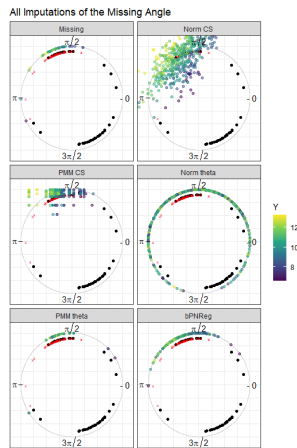 All Imputations of the Missing Angle
Missing
Norm CS
π/2
π/2
π
0
π
0
3π/2
3π/2
PMM CS
Norm theta
π/2
π/2
π
0
π
0
3π/2
3π/2
PMM theta
bPNReg
π/2
π/2
π
0
π
0
3π/2
3π/2
Y
12
10
8